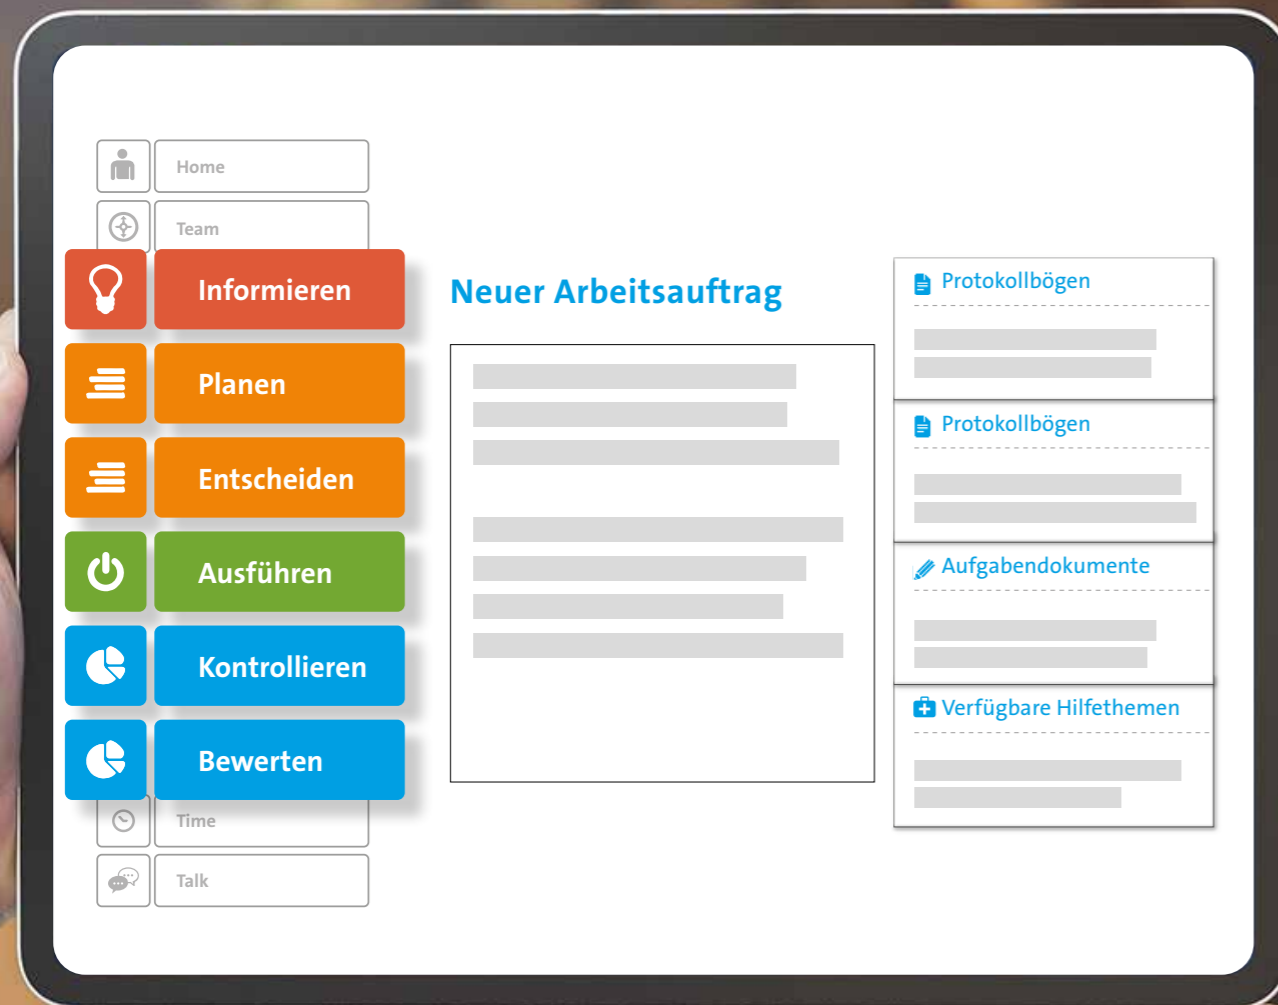 Home
Team
Informieren
Planen
Entscheiden
Ausführen
Kontrollieren
Bewerten
Time
Talk
Neuer Arbeitsauftrag
Protokollbögen
Protokollbögen
Aufgabendokumente
Verfügbare Hilfethemen